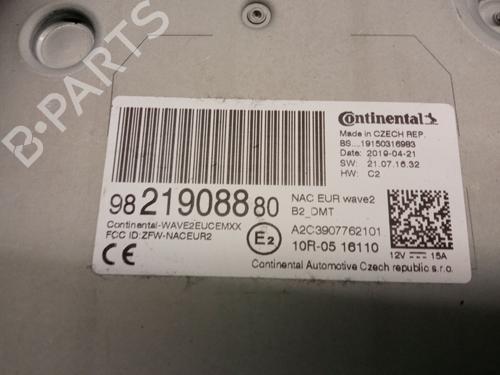 B-PARTS
Continental
Made in CZECH REP.
BS...:19150316983
Date: 2019-04-21
SW: 21.07.16.32
HW: C2
98 219088 80
NAC EUR wave2
B2_DMT
Continental-WAVE2EUCEMXX
FCC ID:ZFW-NACEUR2
CE
E2
A2C3907762101
10R-05 16110
12V 15A
Continental Automotive Czech republic s.r.o.